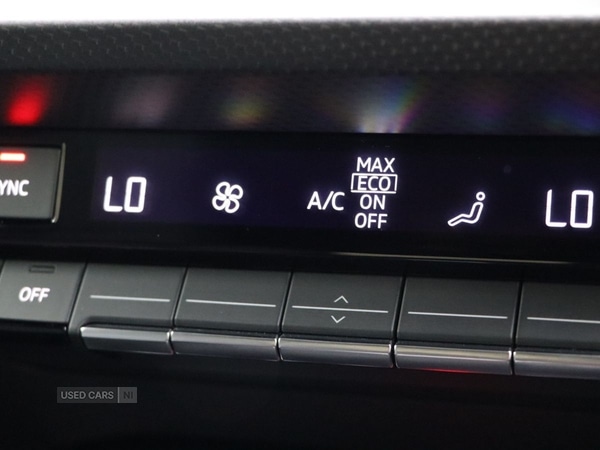 YNC
LO
A/C
MAX
ECO
ON
OFF
LO
OFF
USED CARS NI